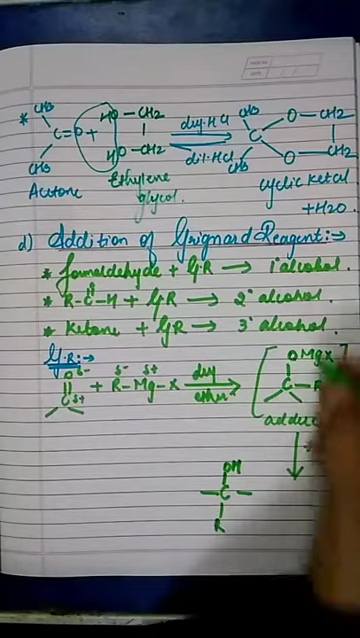 * CH3 C=O + HO-CH2 HO-CH2 dry HCl dil·HCl CH3 C CH3 O-CH2 O-CH2
CH3
Acetone Ethylene glycol. cyclic ketal
+H2O
d) Addition of Grignard Reagent:→
* formaldehyde + GR → 1° alcohol.
* R-C-H + GR → 2° alcohol.
* Ketone + GR → 3° alcohol.
G.R:→
O δ- C δ+ + δ- R - δ+ Mg - X dry ether OMgX C R
adduct
OH
C
R